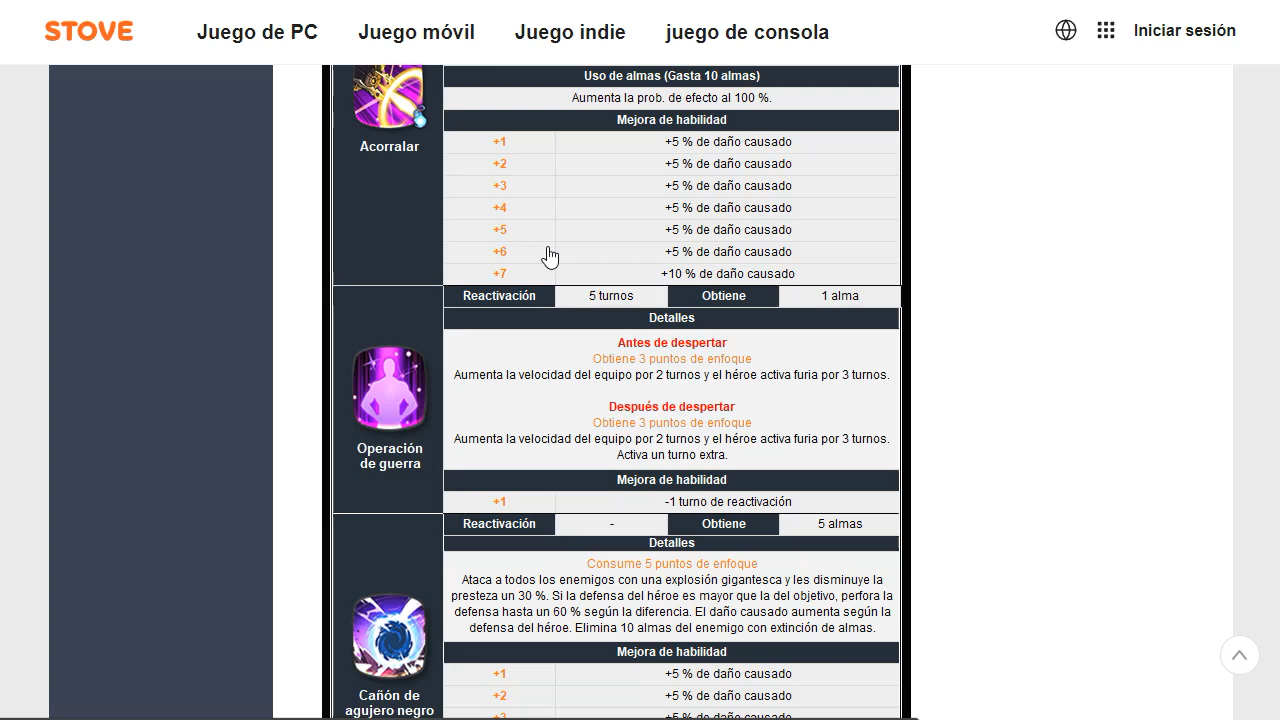 STOVE Juego de PC Juego móvil Juego indie juego de consola Iniciar sesión
Uso de almas (Gasta 10 almas)
Aumenta la prob. de efecto al 100 %.
Mejora de habilidad
Acorralar
+1 +5 % de daño causado
+2 +5 % de daño causado
+3 +5 % de daño causado
+4 +5 % de daño causado
+5 +5 % de daño causado
+6 +5 % de daño causado
+7 +10 % de daño causado
Reactivación 5 turnos Obtiene 1 alma
Detalles
Antes de despertar
Obtiene 3 puntos de enfoque
Aumenta la velocidad del equipo por 2 turnos y el héroe activa furia por 3 turnos.
Después de despertar
Obtiene 3 puntos de enfoque
Aumenta la velocidad del equipo por 2 turnos y el héroe activa furia por 3 turnos.
Activa un turno extra.
Operación
de guerra
Mejora de habilidad
+1 -1 turno de reactivación
Reactivación - Obtiene 5 almas
Detalles
Consume 5 puntos de enfoque
Ataca a todos los enemigos con una explosión gigantesca y les disminuye la
presteza un 30 %. Si la defensa del héroe es mayor que la del objetivo, perfora la
defensa hasta un 60 % según la diferencia. El daño causado aumenta según la
defensa del héroe. Elimina 10 almas del enemigo con extinción de almas.
Mejora de habilidad
+1 +5 % de daño causado
+2 +5 % de daño causado
+3 +5 % de daño causado
Cañón de
agujero negro